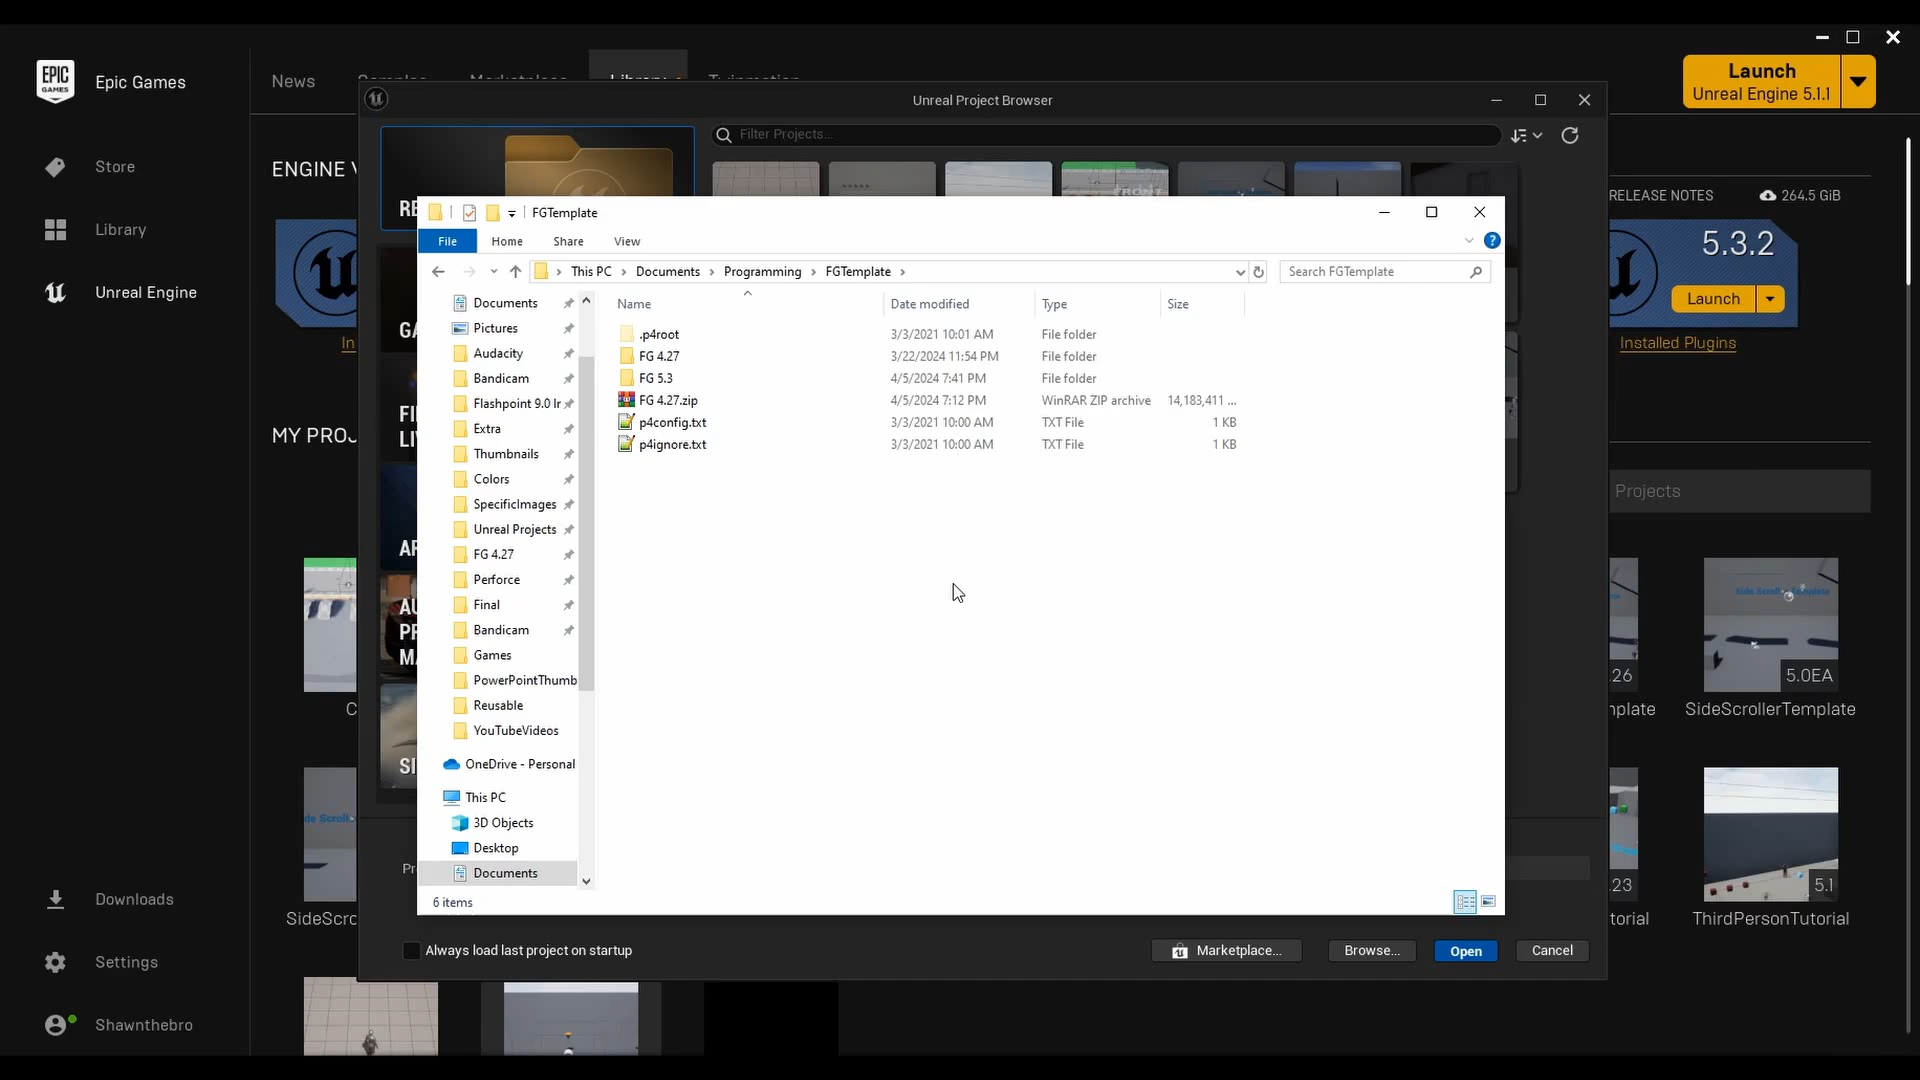 EPIC GAMES
Epic Games
News
Launch
Unreal Engine 5.1.1
Unreal Project Browser
Store
Library
Unreal Engine
ENGINE V
Filter Projects...
RELEASE NOTES
264.5 GiB
5.3.2
Launch
Installed Plugins
MY PROJ
Projects
FGTemplate
File
Home
Share
View
This PC > Documents > Programming > FGTemplate >
Search FGTemplate
Name
Date modified
Type
Size
.p4root 3/3/2021 10:01 AM File folder
FG 4.27 3/22/2024 11:54 PM File folder
FG 5.3 4/5/2024 7:41 PM File folder
FG 4.27.zip 4/5/2024 7:12 PM WinRAR ZIP archive 14,183,411 ...
p4config.txt 3/3/2021 10:00 AM TXT File 1 KB
p4ignore.txt 3/3/2021 10:00 AM TXT File 1 KB
Documents
Pictures
Audacity
Bandicam
Flashpoint 9.0 Ir
Extra
Thumbnails
Colors
SpecificImages
Unreal Projects
FG 4.27
Perforce
Final
Bandicam
Games
PowerPointThumb
Reusable
YouTubeVideos
OneDrive - Personal
This PC
3D Objects
Desktop
Documents
6 items
Side Scroller Template
.26
5.0EA
nplate
SideScrollerTemplate
SideScro
.23
5.1
torial
ThirdPersonTutorial
Always load last project on startup
Marketplace...
Browse...
Open
Cancel
Downloads
Settings
Shawnthebro